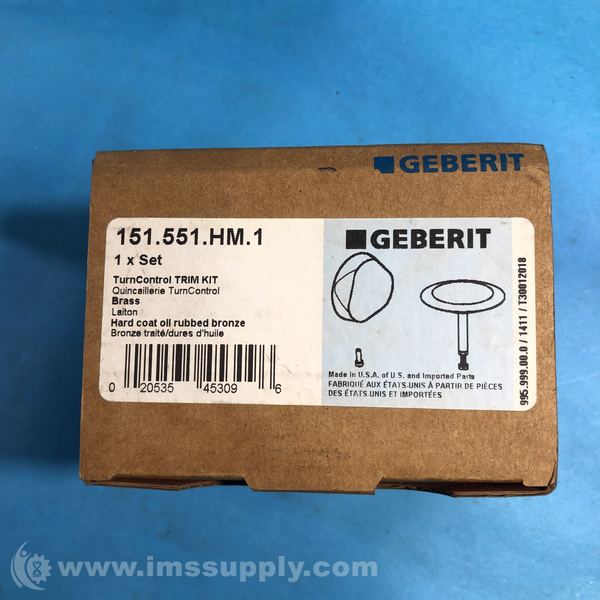 GEBERIT
151.551.HM.1
1 x Set
TurnControl TRIM KIT
Quincaillerie TurnControl
Brass
Laiton
Hard coat oil rubbed bronze
Bronze traité/dures d'huile
0 20535 45309 6
GEBERIT
Made in U.S.A. of U.S. and Imported Parts
FABRIQUÉ AUX ÉTATS-UNIS À PARTIR DE PIÈCES
DES ÉTATS-UNIS ET IMPORTÉES
995.999.00.0 / 1411 / T30012018
www.imssupply.com